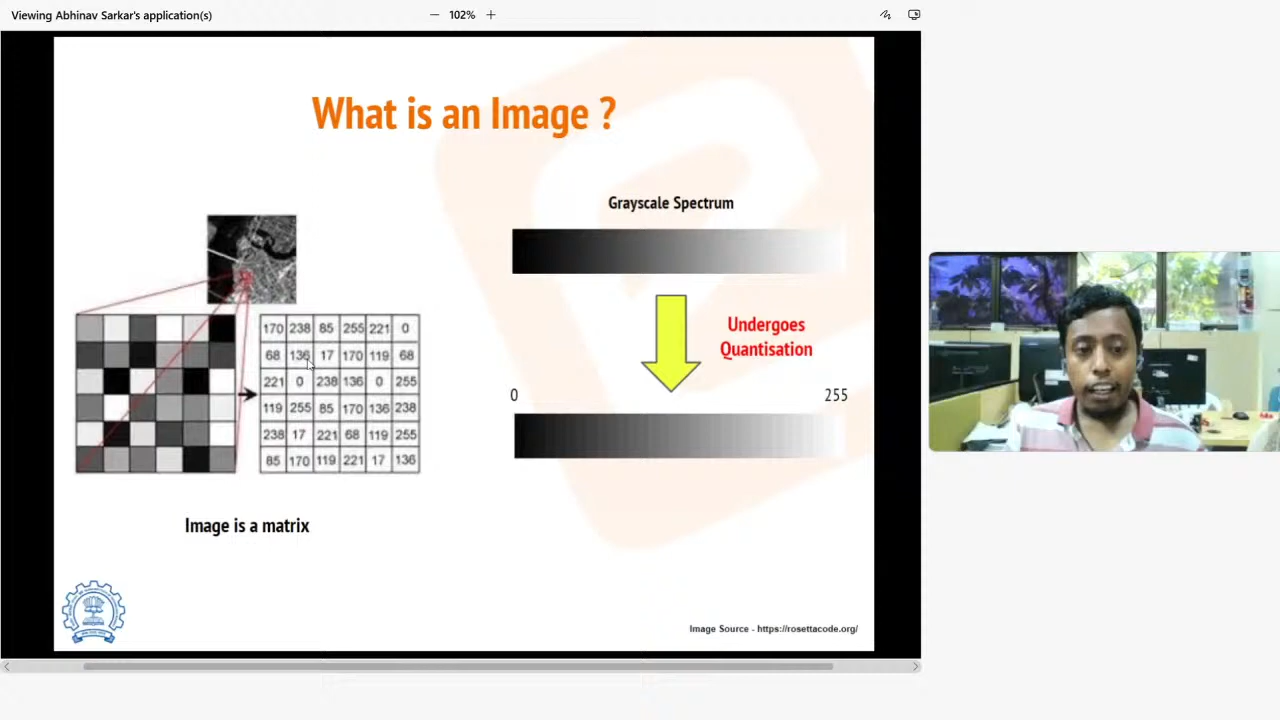 Viewing Abhinav Sarkar's application(s)
102%
What is an Image ?
Grayscale Spectrum
170 238 85 255 221 0
68 136 17 170 119 68
221 0 238 136 0 255
119 255 85 170 136 238
238 17 221 68 119 255
85 170 119 221 17 136
Undergoes
Quantisation
0 255
Image is a matrix
Image Source - https://rosettacode.org/